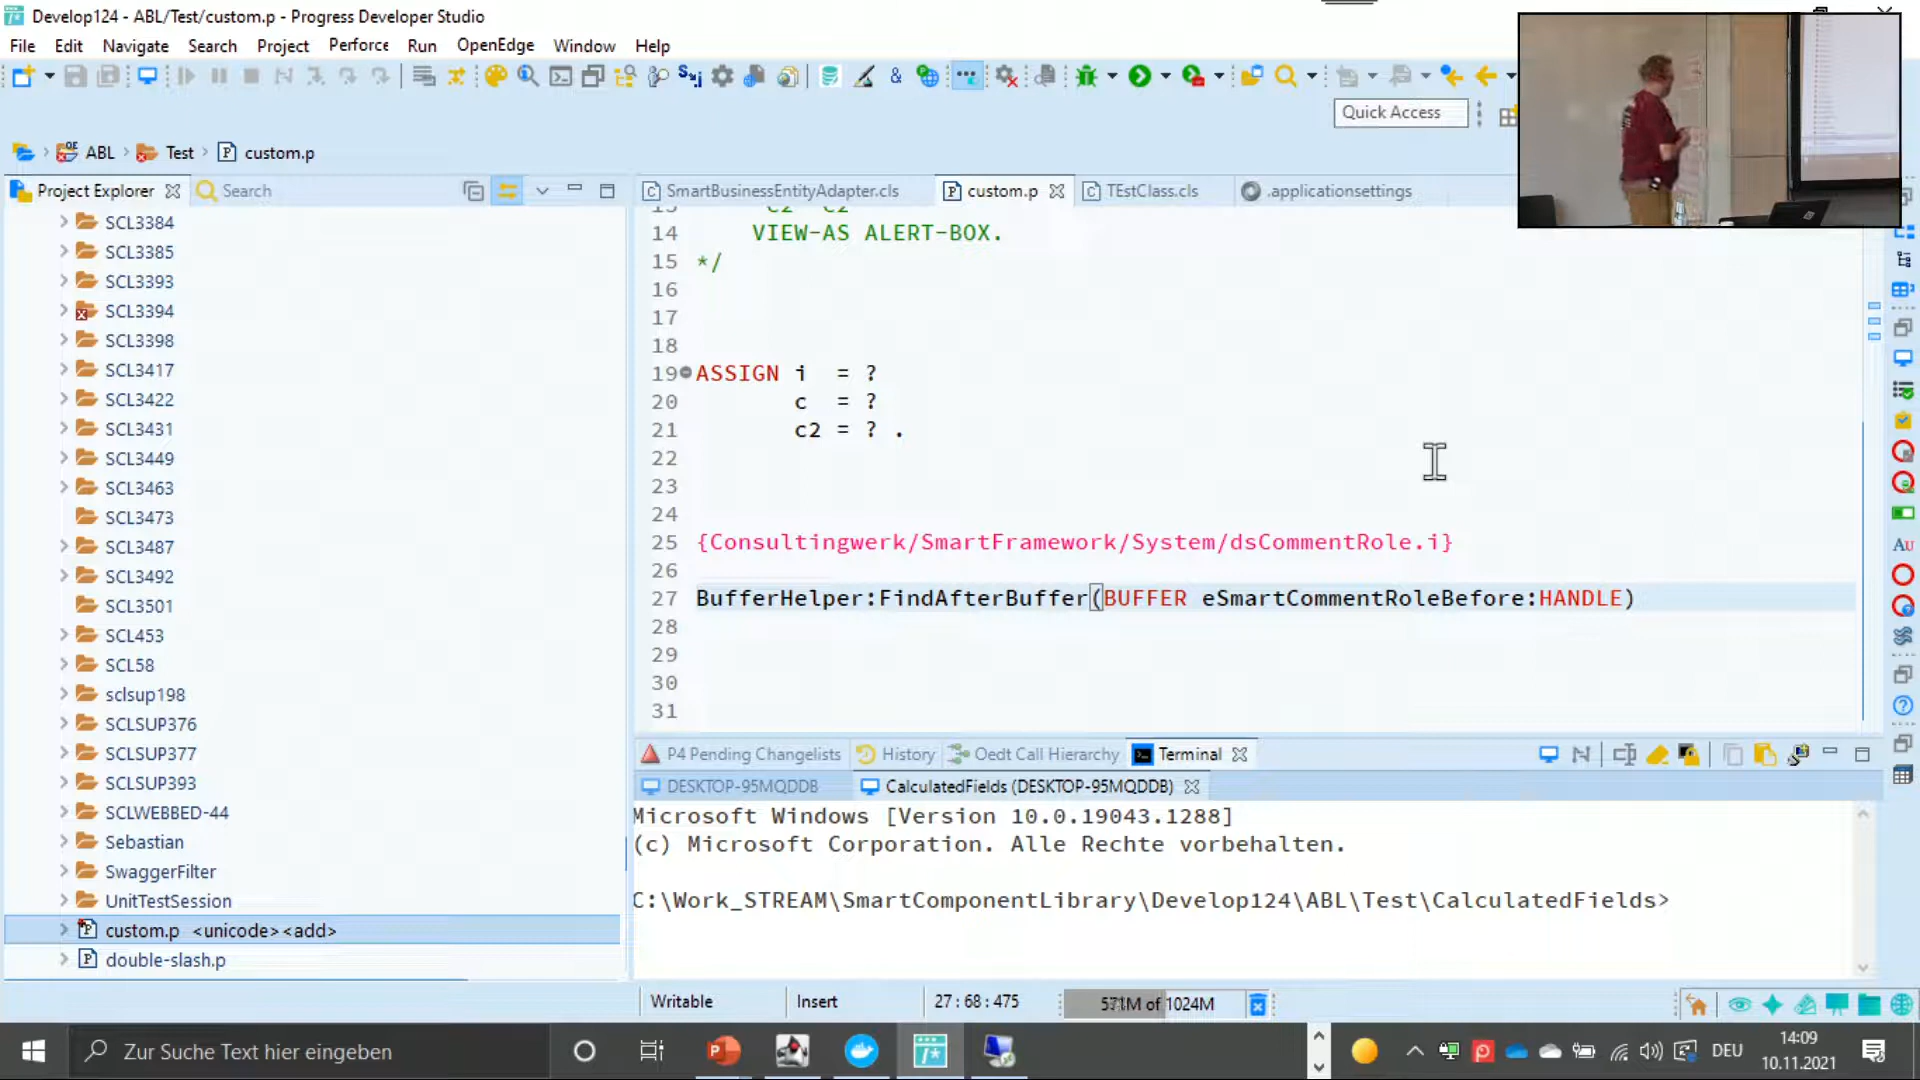 Develop124 - ABL/Test/custom.p - Progress Developer Studio
File Edit Navigate Search Project Perforce Run OpenEdge Window Help
Quick Access
ABL Test custom.p
Project Explorer Search
SCL3384
SCL3385
SCL3393
SCL3394
SCL3398
SCL3417
SCL3422
SCL3431
SCL3449
SCL3463
SCL3473
SCL3487
SCL3492
SCL3501
SCL453
SCL58
sclsup198
SCLSUP376
SCLSUP377
SCLSUP393
SCLWEBBED-44
Sebastian
SwaggerFilter
UnitTestSession
custom.p <unicode><add>
double-slash.p
SmartBusinessEntityAdapter.cls custom.p TEstClass.cls .applicationsettings
14 VIEW-AS ALERT-BOX.
15 */
16
17
18
19 ASSIGN i = ?
20 c = ?
21 c2 = ? .
22
23
24
25 {Consultingwerk/SmartFramework/System/dsCommentRole.i}
26
27 BufferHelper:FindAfterBuffer(BUFFER eSmartCommentRoleBefore:HANDLE)
28
29
30
31
P4 Pending Changelists History Oedt Call Hierarchy Terminal
DESKTOP-95MQDDB CalculatedFields (DESKTOP-95MQDDB)
Microsoft Windows [Version 10.0.19043.1288]
(c) Microsoft Corporation. Alle Rechte vorbehalten.
C:\Work_STREAM\SmartComponentLibrary\Develop124\ABL\Test\CalculatedFields>
Writable Insert 27:68:475 571M of 1024M
Zur Suche Text hier eingeben
DEU
14:09
10.11.2021